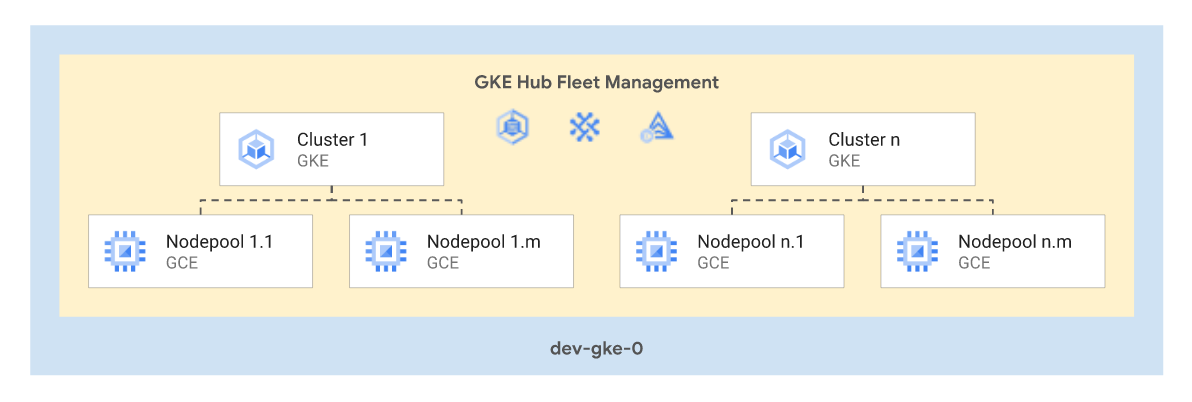 GKE Hub Fleet Management
Cluster 1
GKE
Cluster n
GKE
Nodepool 1.1
GCE
Nodepool 1.m
GCE
Nodepool n.1
GCE
Nodepool n.m
GCE
dev-gke-0